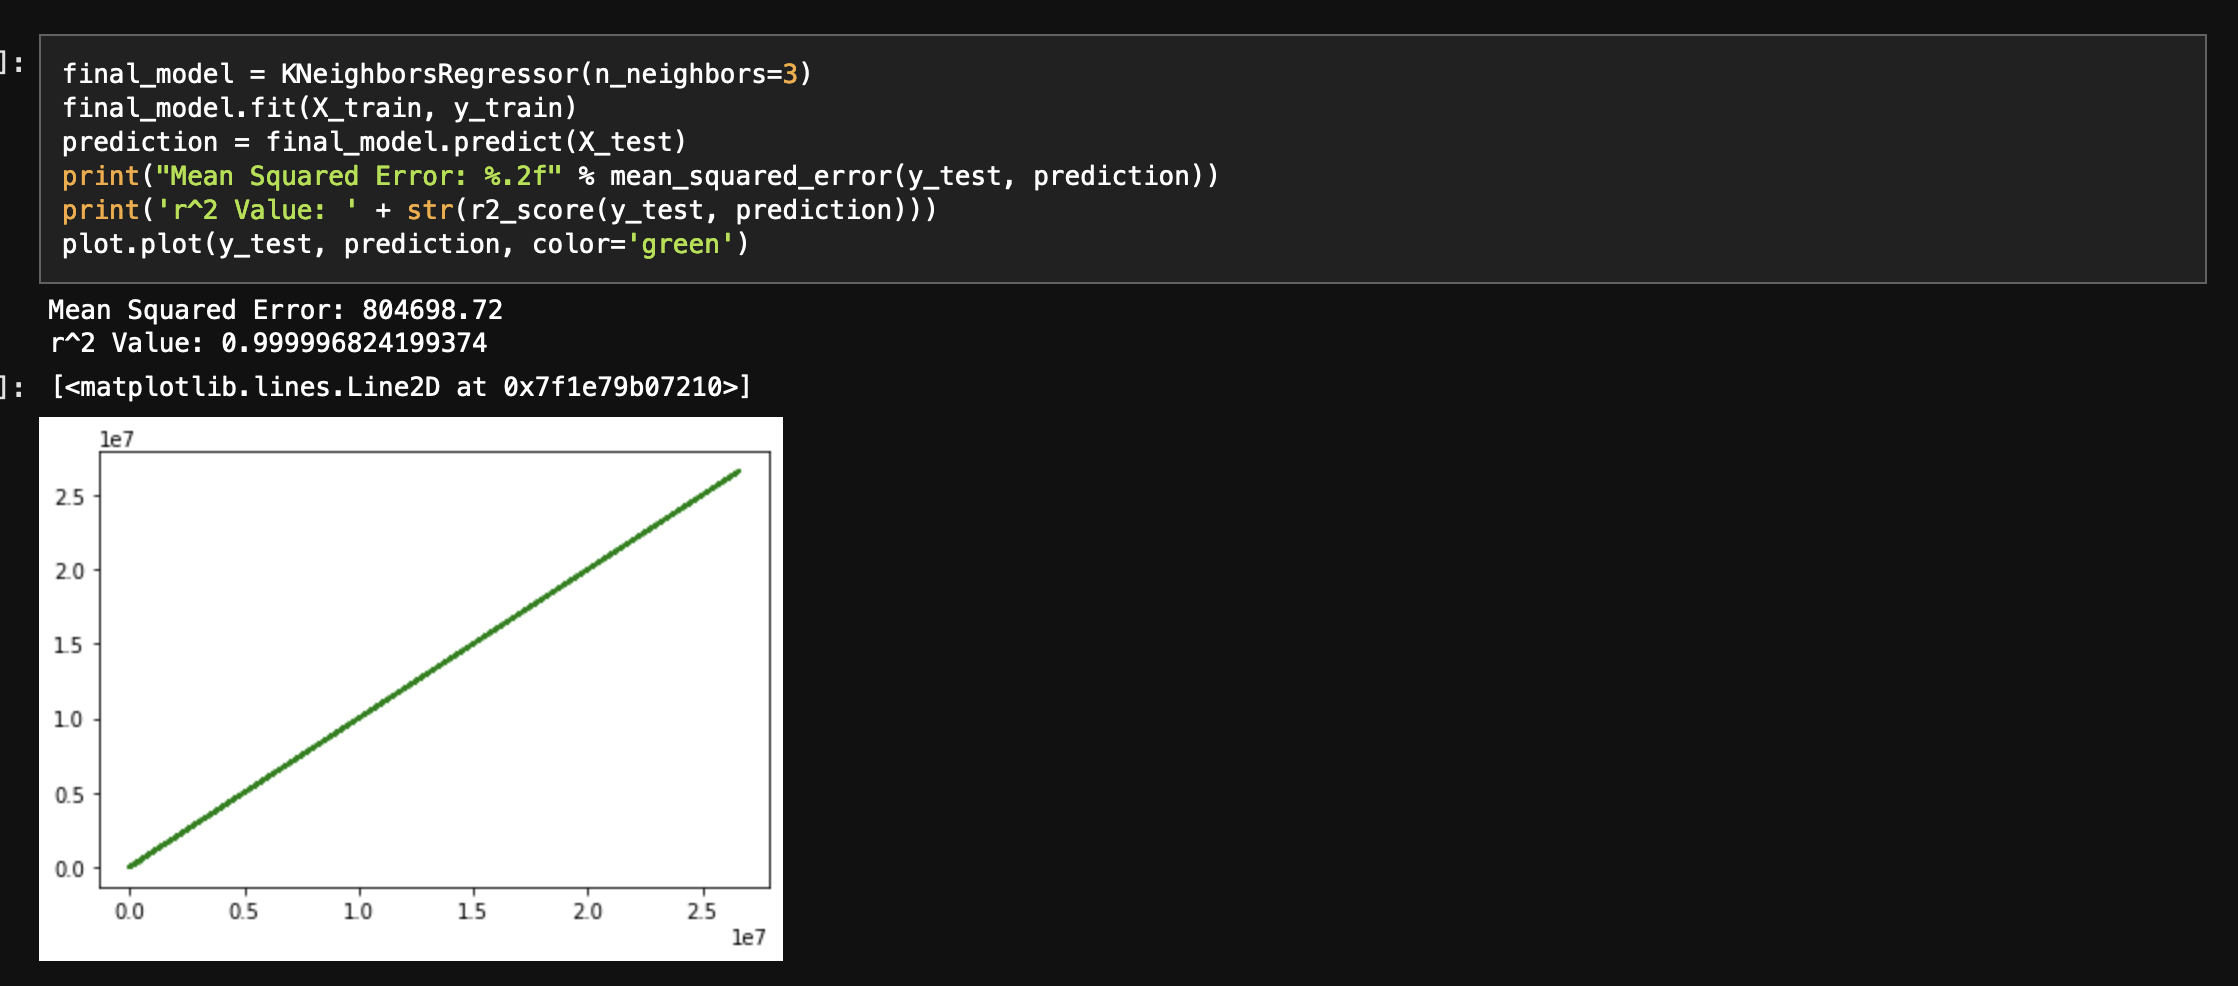 ]:
final_model = KNeighborsRegressor(n_neighbors=3)
final_model.fit(X_train, y_train)
prediction = final_model.predict(X_test)
print("Mean Squared Error: %.2f" % mean_squared_error(y_test, prediction))
print('r^2 Value: ' + str(r2_score(y_test, prediction)))
plot.plot(y_test, prediction, color='green')
Mean Squared Error: 804698.72
r^2 Value: 0.999996824199374
]: [<matplotlib.lines.Line2D at 0x7f1e79b07210>]
1e7
2.5
2.0
1.5
1.0
0.5
0.0
0.0 0.5 1.0 1.5 2.0 2.5
1e7